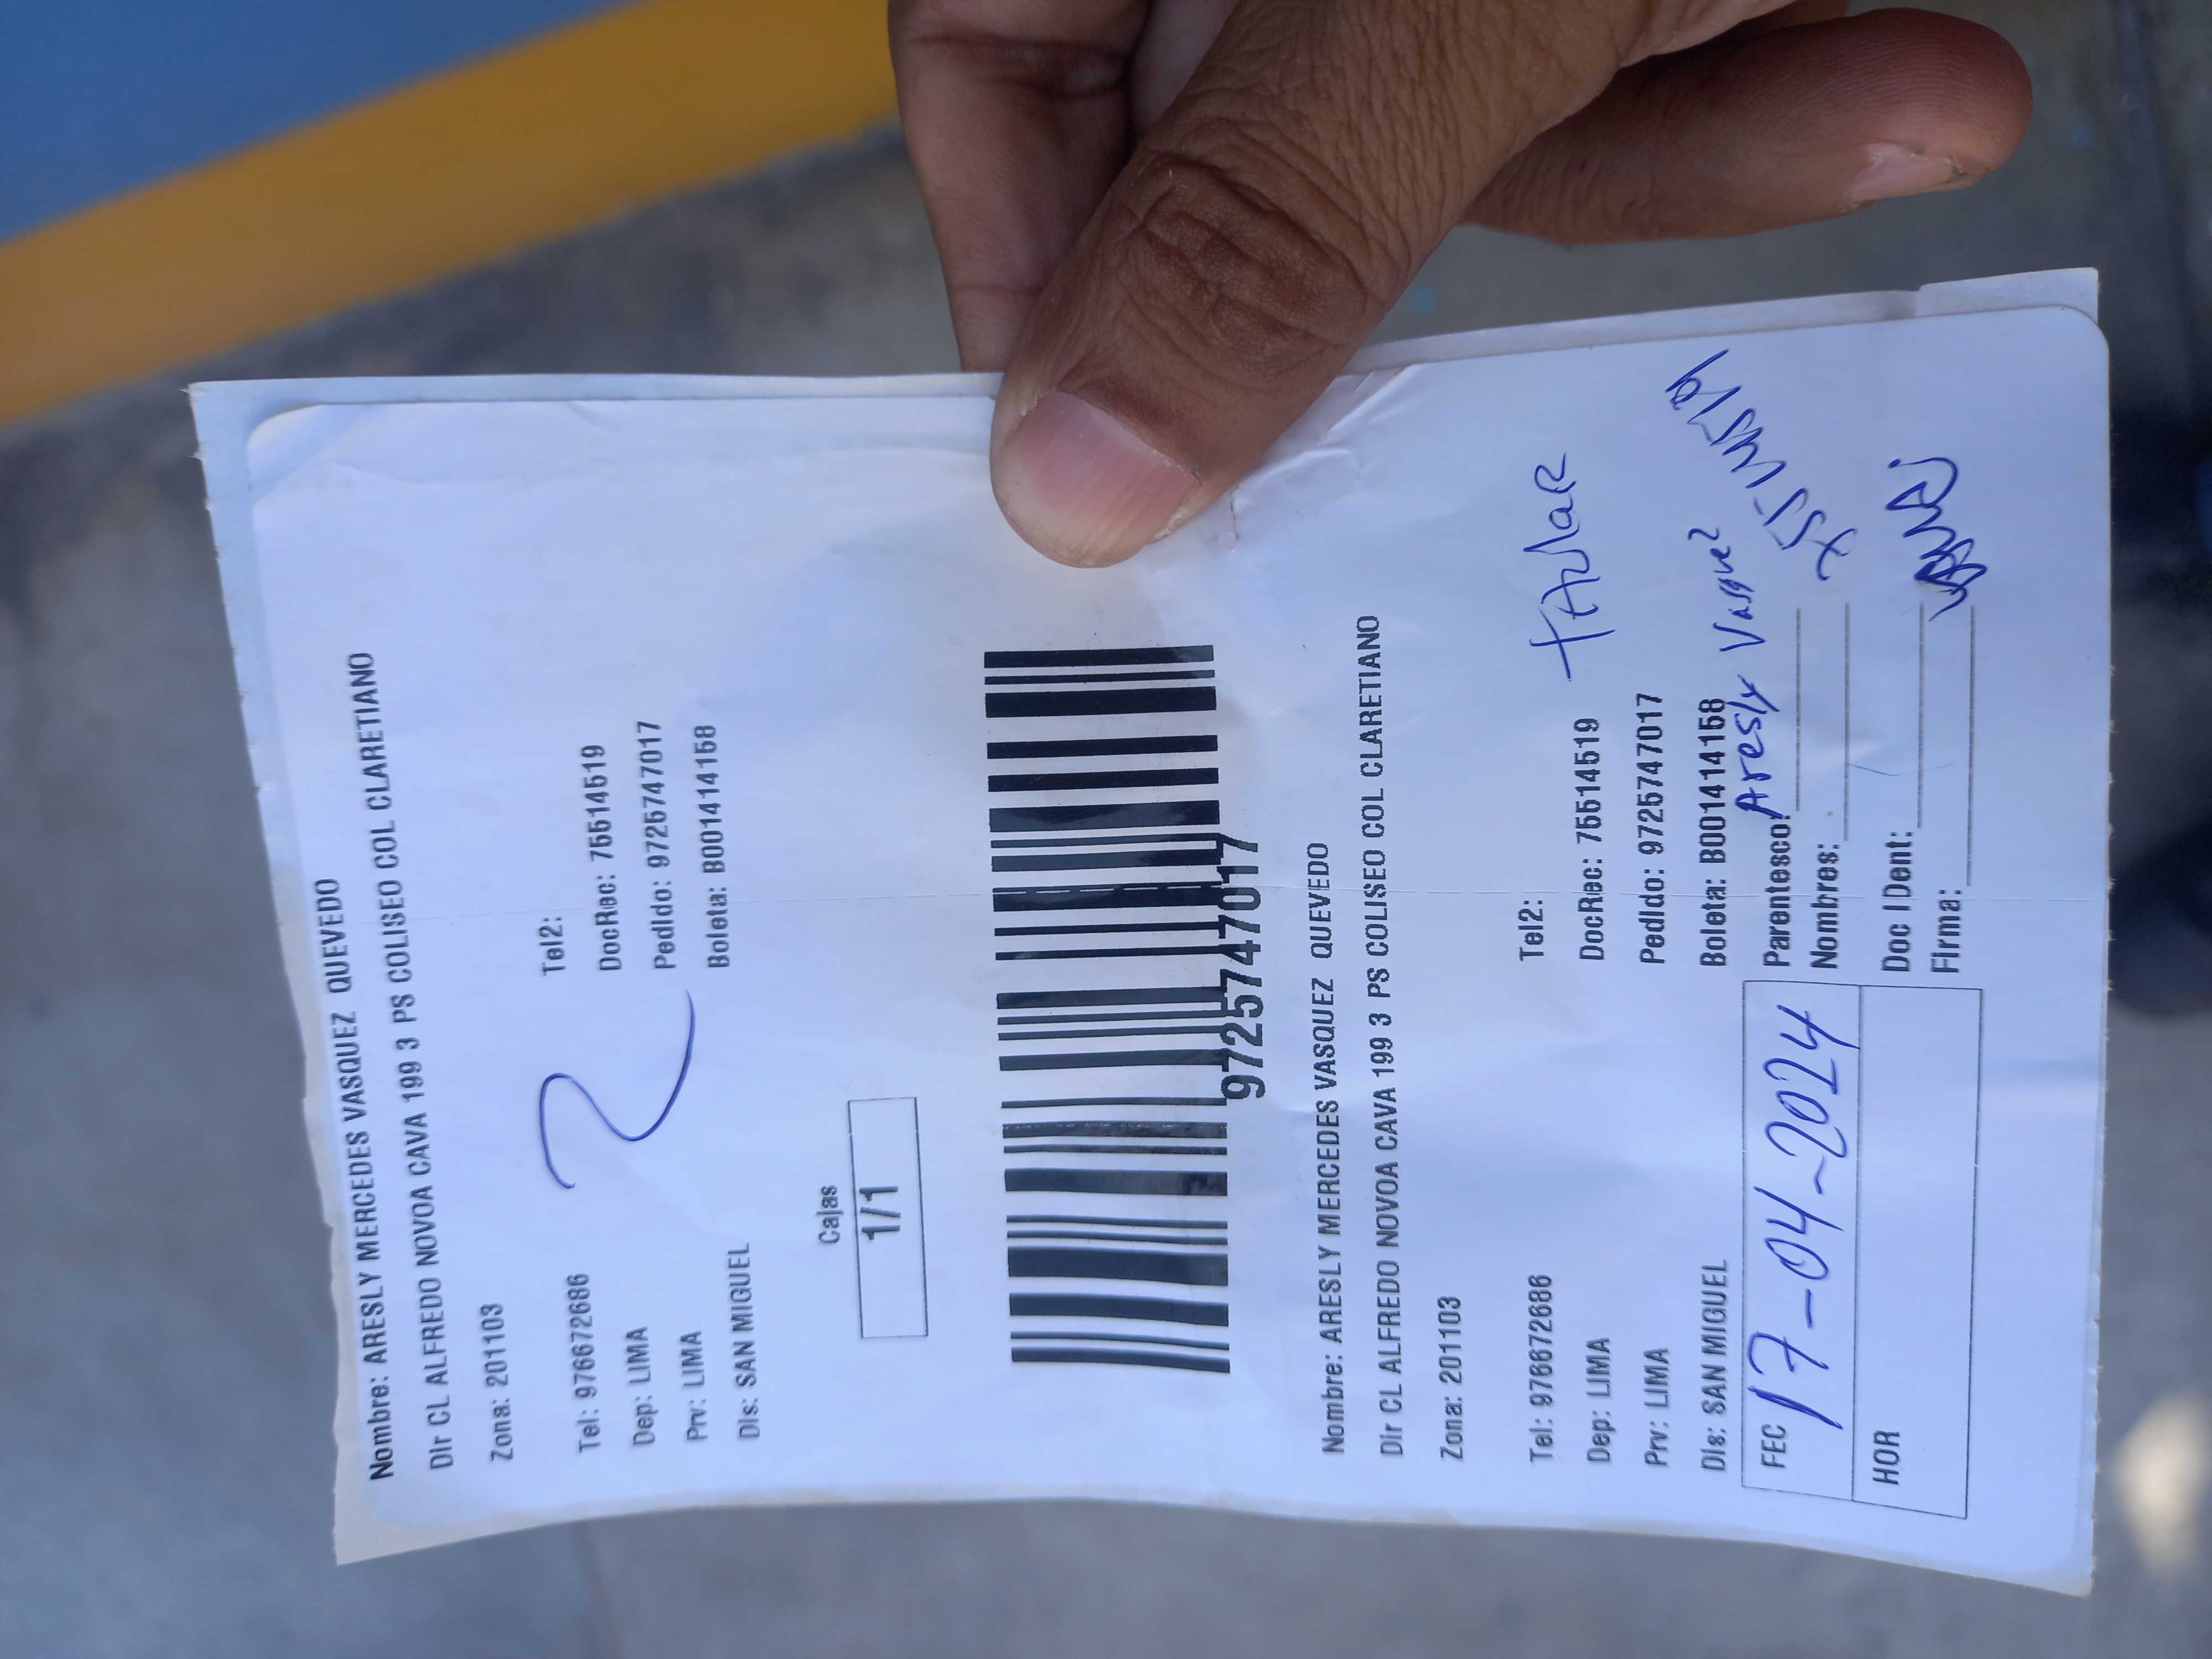 Nombre: ARESLY MERCEDES VASQUEZ QUEVEDO
Dir CL ALFREDO NOVOA CAVA 199 3 PS COLISEO COL CLARETIANO
Zona: 201103
Tel: 976672686 Tel2:
Dep: LIMA DocRec: 75514519
Prv: LIMA Pedido: 9725747017
Dis: SAN MIGUEL Boleta: B001414158
Cajas
1/1
9725747017
Nombre: ARESLY MERCEDES VASQUEZ QUEVEDO
Dir CL ALFREDO NOVOA CAVA 199 3 PS COLISEO COL CLARETIANO
Zona: 201103
Tel: 976672686 Tel2:
Dep: LIMA DocRec: 75514519 titular
Prv: LIMA Pedido: 9725747017
Dis: SAN MIGUEL Boleta: B001414158
FEC 17-04-2024 Parentesco: Aresly Vasquez
Nombres:
HOR Doc IDent:
Firma: